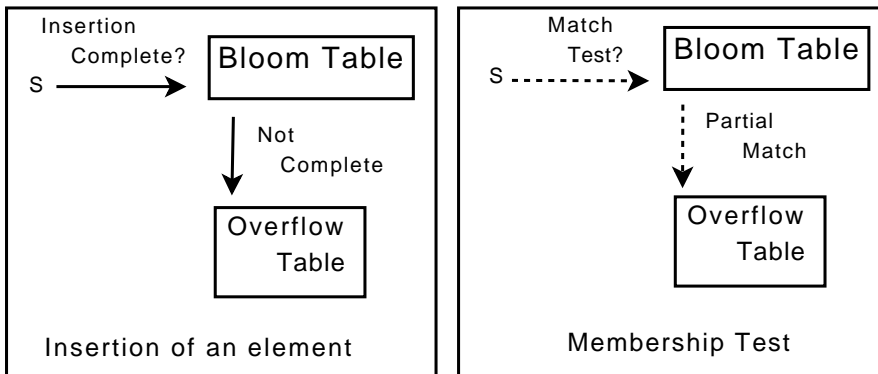 Insertion
Complete?
S
Bloom Table
Not
Complete
Overflow
Table
Insertion of an element
Match
Test?
S
Bloom Table
Partial
Match
Overflow
Table
Membership Test